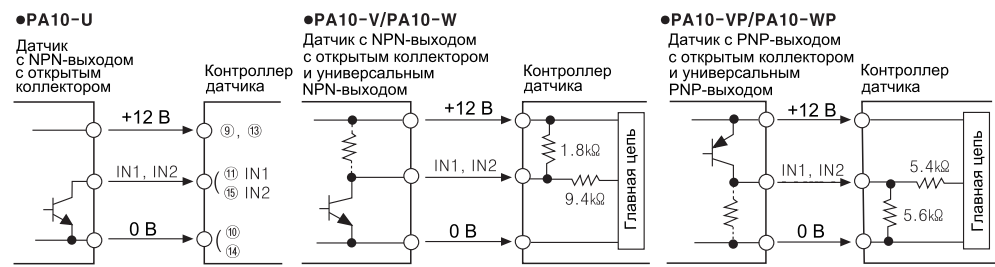 ●PA10-U
Датчик
с NPN-выходом
с открытым
коллектором
Контроллер
датчика
+12 В
⑨, ⑬
IN1, IN2
⑪ IN1
⑮ IN2
0 В
⑩
⑭
●PA10-V/PA10-W
Датчик с NPN-выходом
с открытым коллектором
и универсальным
NPN-выходом
Контроллер
датчика
+12 В
1.8kΩ
IN1, IN2
9.4kΩ
0 В
Главная цепь
●PA10-VP/PA10-WP
Датчик с PNP-выходом
с открытым коллектором
и универсальным
PNP-выходом
Контроллер
датчика
+12 В
IN1, IN2
5.4kΩ
5.6kΩ
0 В
Главная цепь